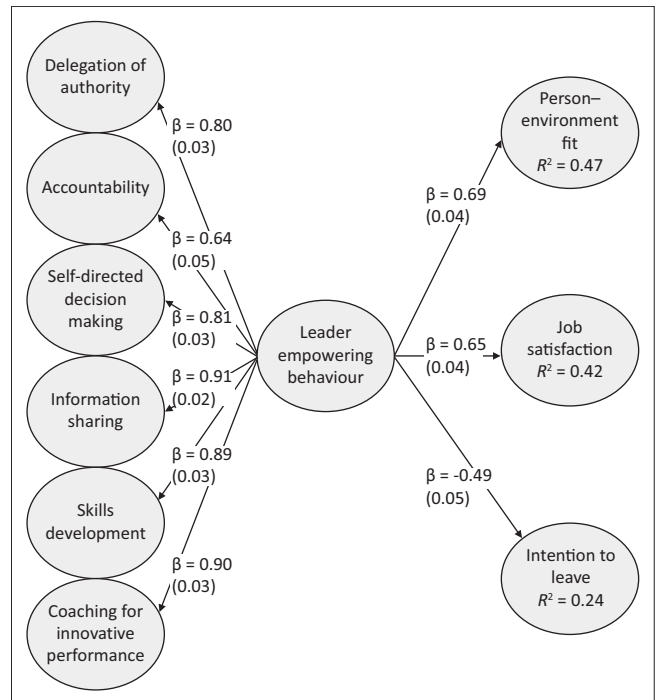 Delegation of
authority
β = 0.80
(0.03)
Accountability
β = 0.64
(0.05)
Self-directed
decision
making
β = 0.81
(0.03)
Information
sharing
β = 0.91
(0.02)
Skills
development
β = 0.89
(0.03)
Coaching for
innovative
performance
β = 0.90
(0.03)
Leader
empowering
behaviour
β = 0.69
(0.04)
Person–
environment
fit
R² = 0.47
β = 0.65
(0.04)
Job
satisfaction
R² = 0.42
β = -0.49
(0.05)
Intention to
leave
R² = 0.24